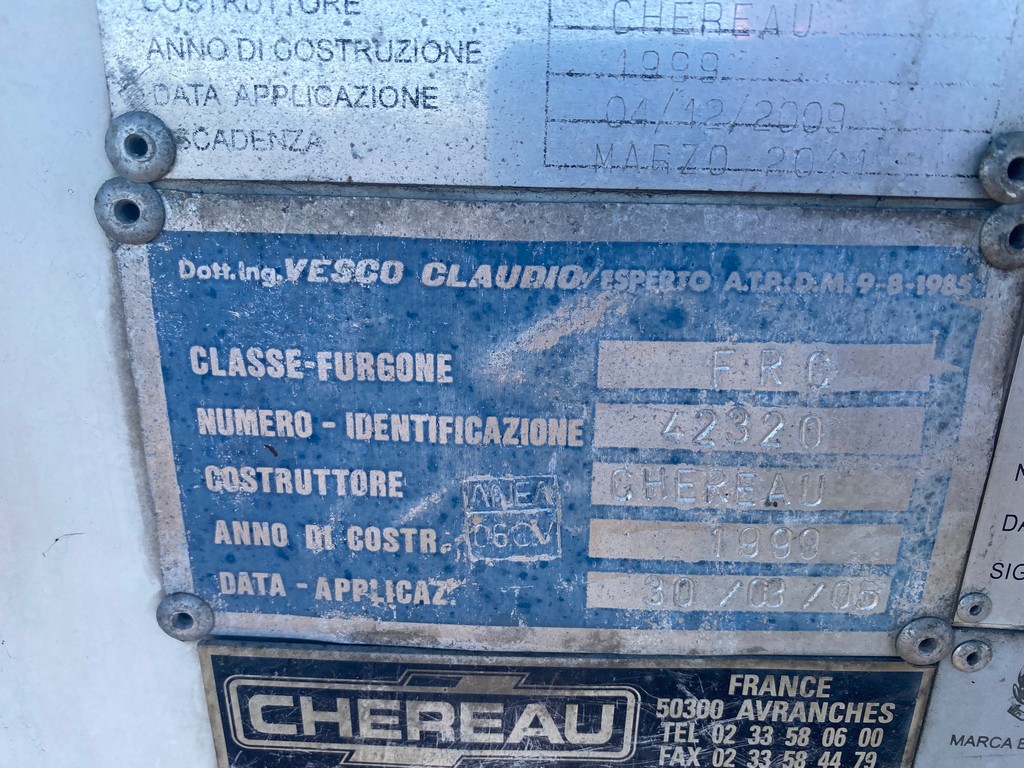 COSTRUTTORE CHEREAU
ANNO DI COSTRUZIONE 1999
DATA APPLICAZIONE 04/12/2009
SCADENZA MARZO
Dott.Ing. VESCO CLAUDIO/ESPERTO A.T.P.:D.M. 9-8-1985
CLASSE-FURGONE FRC
NUMERO - IDENTIFICAZIONE 42320
COSTRUTTORE CHEREAU
ANNO DI COSTR. 1999
DATA - APPLICAZ. 30/03/05
CHEREAU
FRANCE
50300 AVRANCHES
TEL 02 33 58 06 00
FAX 02 33 58 44 79
N
DA
SIG
MARCA E